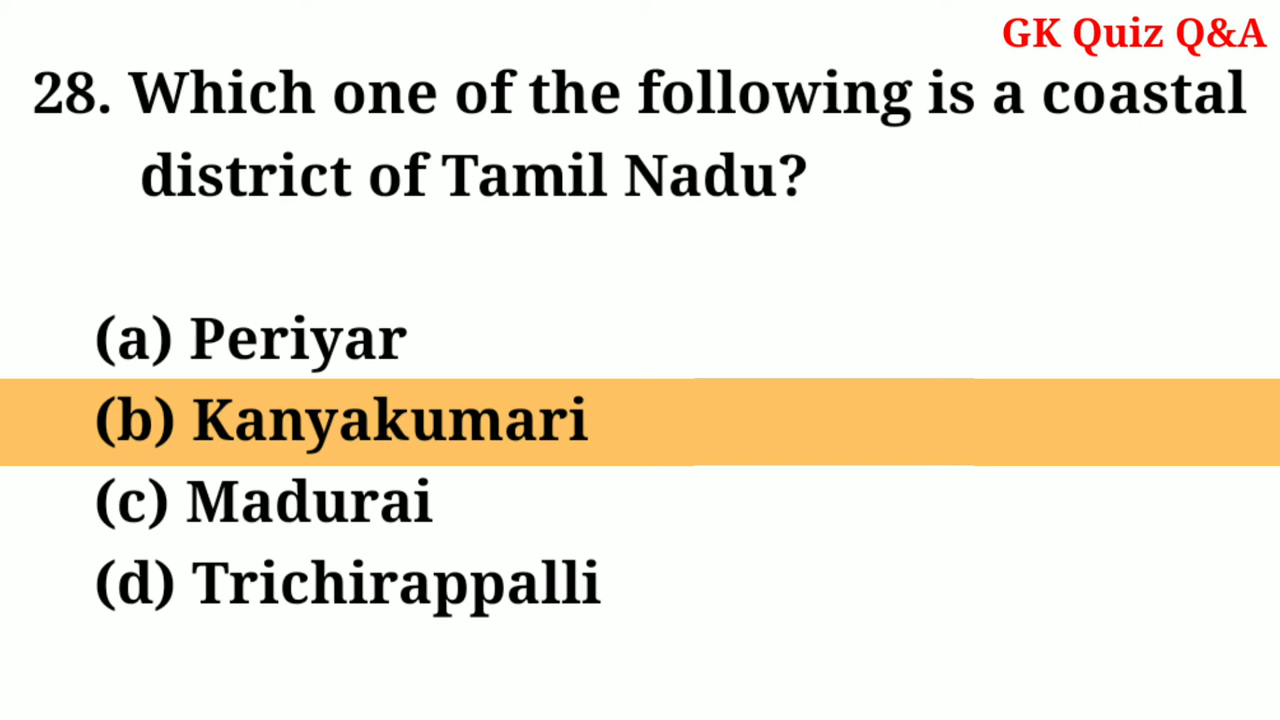 GK Quiz Q&A
28. Which one of the following is a coastal
district of Tamil Nadu?
(a) Periyar
(b) Kanyakumari
(c) Madurai
(d) Trichirappalli